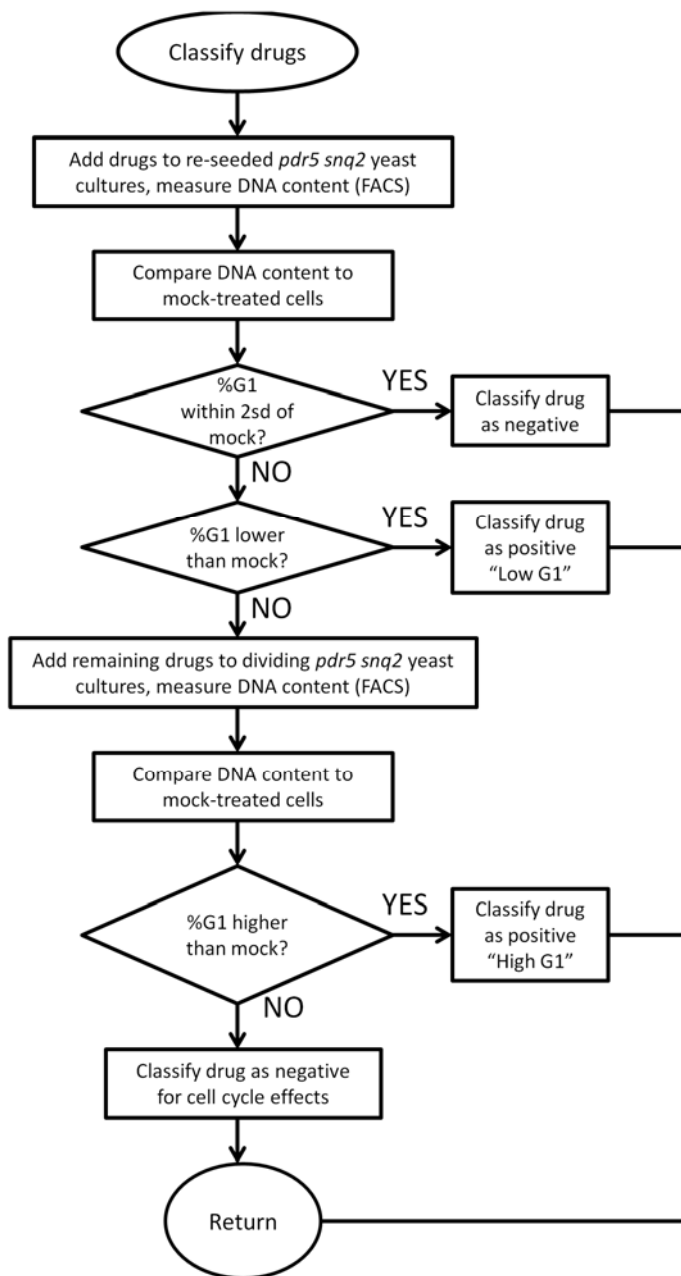 Classify drugs
Add drugs to re-seeded pdr5 snq2 yeast
cultures, measure DNA content (FACS)
Compare DNA content to
mock-treated cells
%G1
within 2sd of
mock?
YES
Classify drug
as negative
NO
%G1 lower
than mock?
YES
Classify drug
as positive
“Low G1”
NO
Add remaining drugs to dividing pdr5 snq2 yeast
cultures, measure DNA content (FACS)
Compare DNA content to
mock-treated cells
%G1 higher
than mock?
YES
Classify drug
as positive
“High G1”
NO
Classify drug as negative
for cell cycle effects
Return